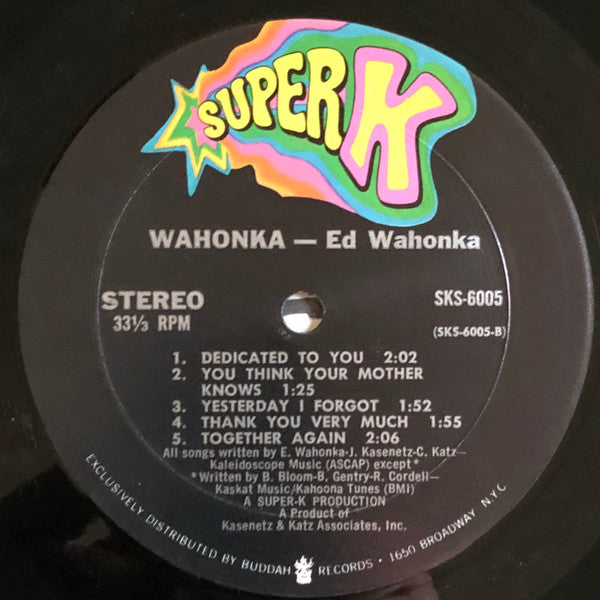 SUPER K
WAHONKA — Ed Wahonka
STEREO
33⅓ RPM
SKS-6005
(SKS-6005-B)
1. DEDICATED TO YOU 2:02
2. YOU THINK YOUR MOTHER
KNOWS 1:25
3. YESTERDAY I FORGOT 1:52
4. THANK YOU VERY MUCH 1:55
5. TOGETHER AGAIN 2:06
All songs written by E. Wahonka-J. Kasenetz-C. Katz—
Kaleidoscope Music (ASCAP) except*
*Written by B. Bloom-B, Gentry-R. Cordell—
Kaskat Music/Kahoona Tunes (BMI)
A SUPER-K PRODUCTION
A Product of
Kasenetz & Katz Associates, Inc.
EXCLUSIVELY DISTRIBUTED BY BUDDAH RECORDS • 1650 BROADWAY N.Y.C